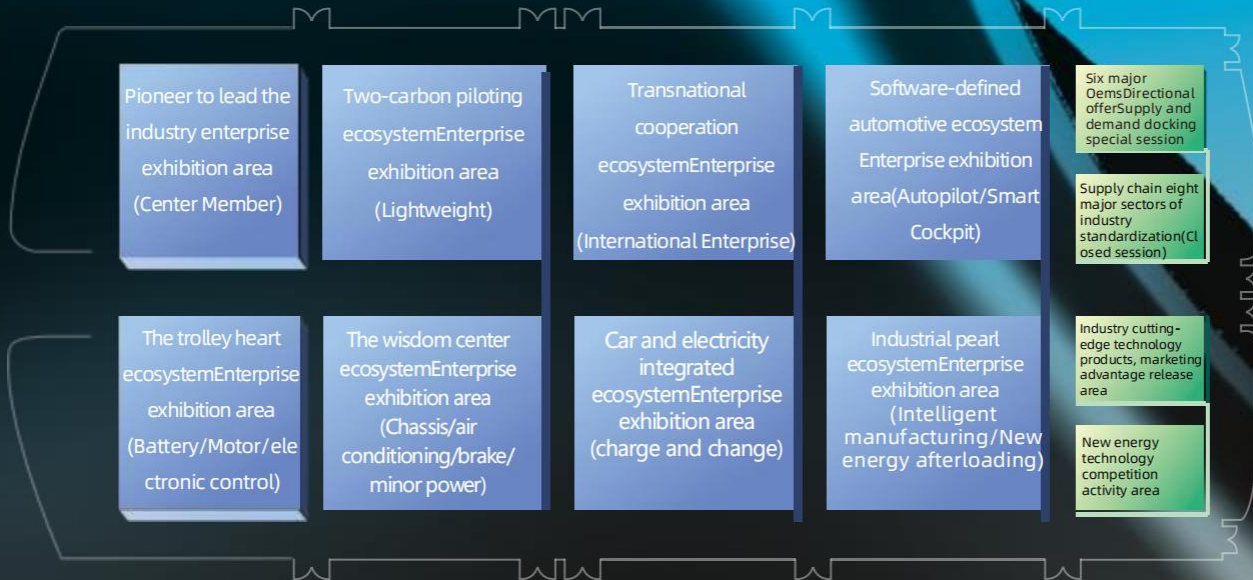 Pioneer to lead the
industry enterprise
exhibition area
(Center Member)
Two-carbon piloting
ecosystemEnterprise
exhibition area
(Lightweight)
Transnational
cooperation
ecosystemEnterprise
exhibition area
(International Enterprise)
Software-defined
automotive ecosystem
Enterprise exhibition
area(Autopilot/Smart
Cockpit)
Six major
OemsDirectional
offerSupply and
demand docking
special session
Supply chain eight
major sectors of
industry
standardization(Cl
osed session)
The trolley heart
ecosystemEnterprise
exhibition area
(Battery/Motor/ele
ctronic control)
The wisdom center
ecosystemEnterprise
exhibition area
(Chassis/air
conditioning/brake/
minor power)
Car and electricity
integrated
ecosystemEnterprise
exhibition area
(charge and change)
Industrial pearl
ecosystemEnterprise
exhibition area
(Intelligent
manufacturing/New
energy afterloading)
Industry cutting-
edge technology
products, marketing
advantage release
area
New energy
technology
competition
activity area